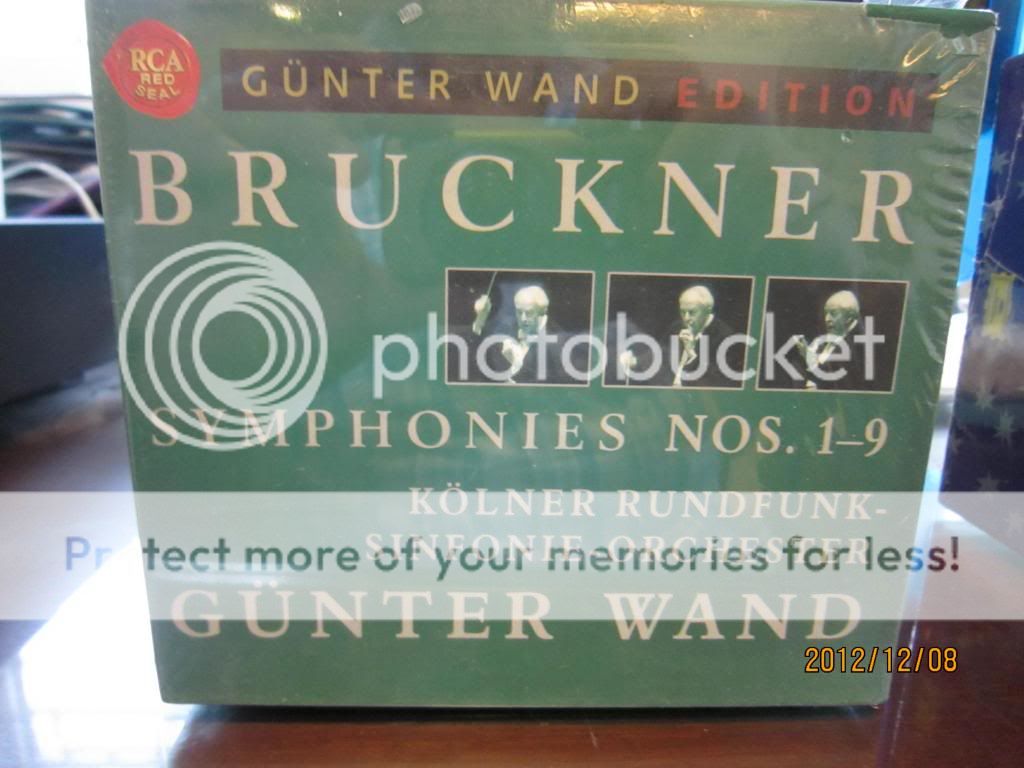 RCA
RED
SEAL
GÜNTER WAND EDITION
BRUCKNER
photobucket
SYMPHONIES NOS. 1–9
KÖLNER RUNDFUNK-
SINFONIE-ORCHESTER
Protect more of your memories for less!
GÜNTER WAND
2012/12/08